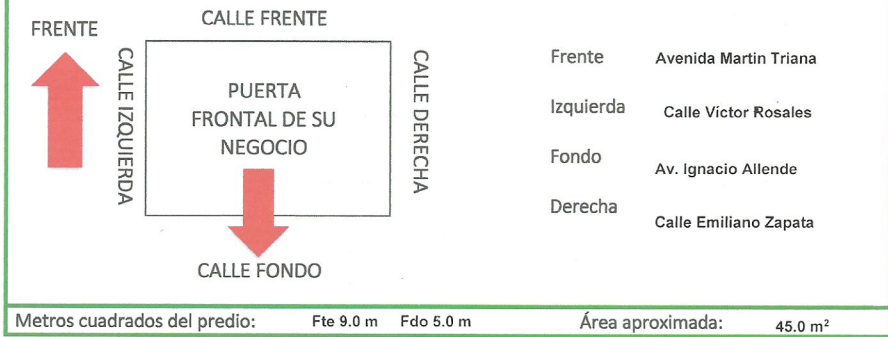 CALLE FRENTE
FRENTE
CALLE IZQUIERDA
PUERTA
FRONTAL DE SU
NEGOCIO
CALLE DERECHA
CALLE FONDO
Frente Avenida Martin Triana
Izquierda Calle Víctor Rosales
Fondo Av. Ignacio Allende
Derecha Calle Emiliano Zapata
Metros cuadrados del predio: Fte 9.0 m Fdo 5.0 m Área aproximada: 45.0 m²